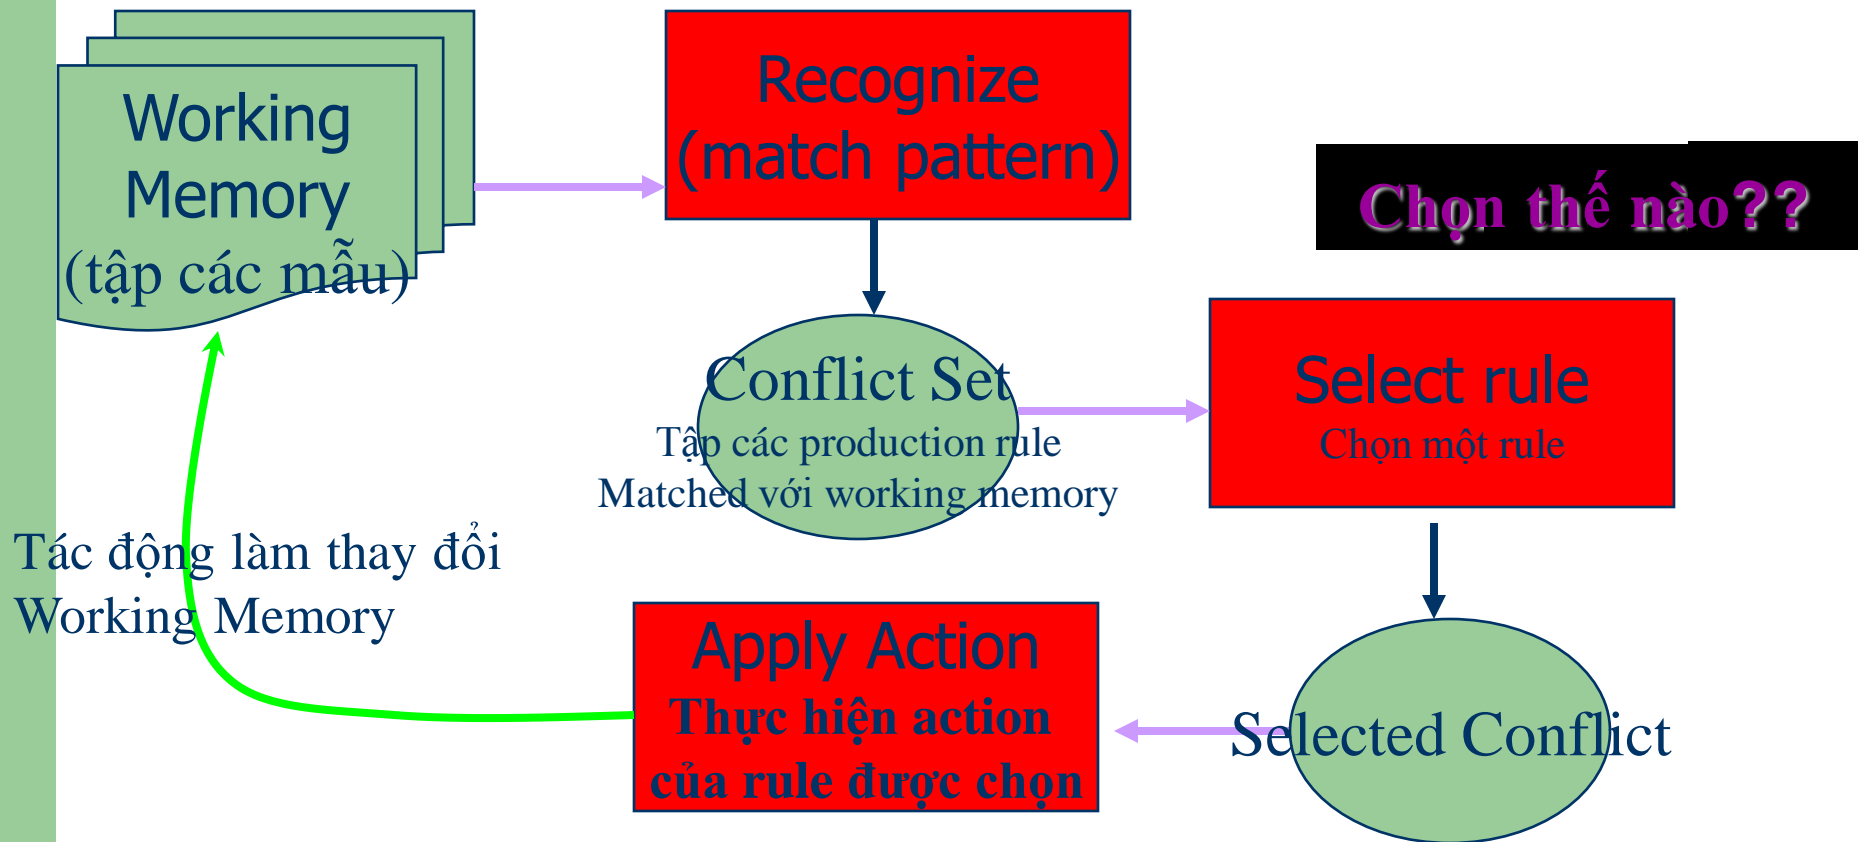 Working
Memory
(tập các mẫu)
Recognize
(match pattern)
Chọn thế nào??
Conflict Set
Tập các production rule
Matched với working memory
Select rule
Chọn một rule
Tác động làm thay đổi
Working Memory
Apply Action
Thực hiện action
của rule được chọn
Selected Conflict